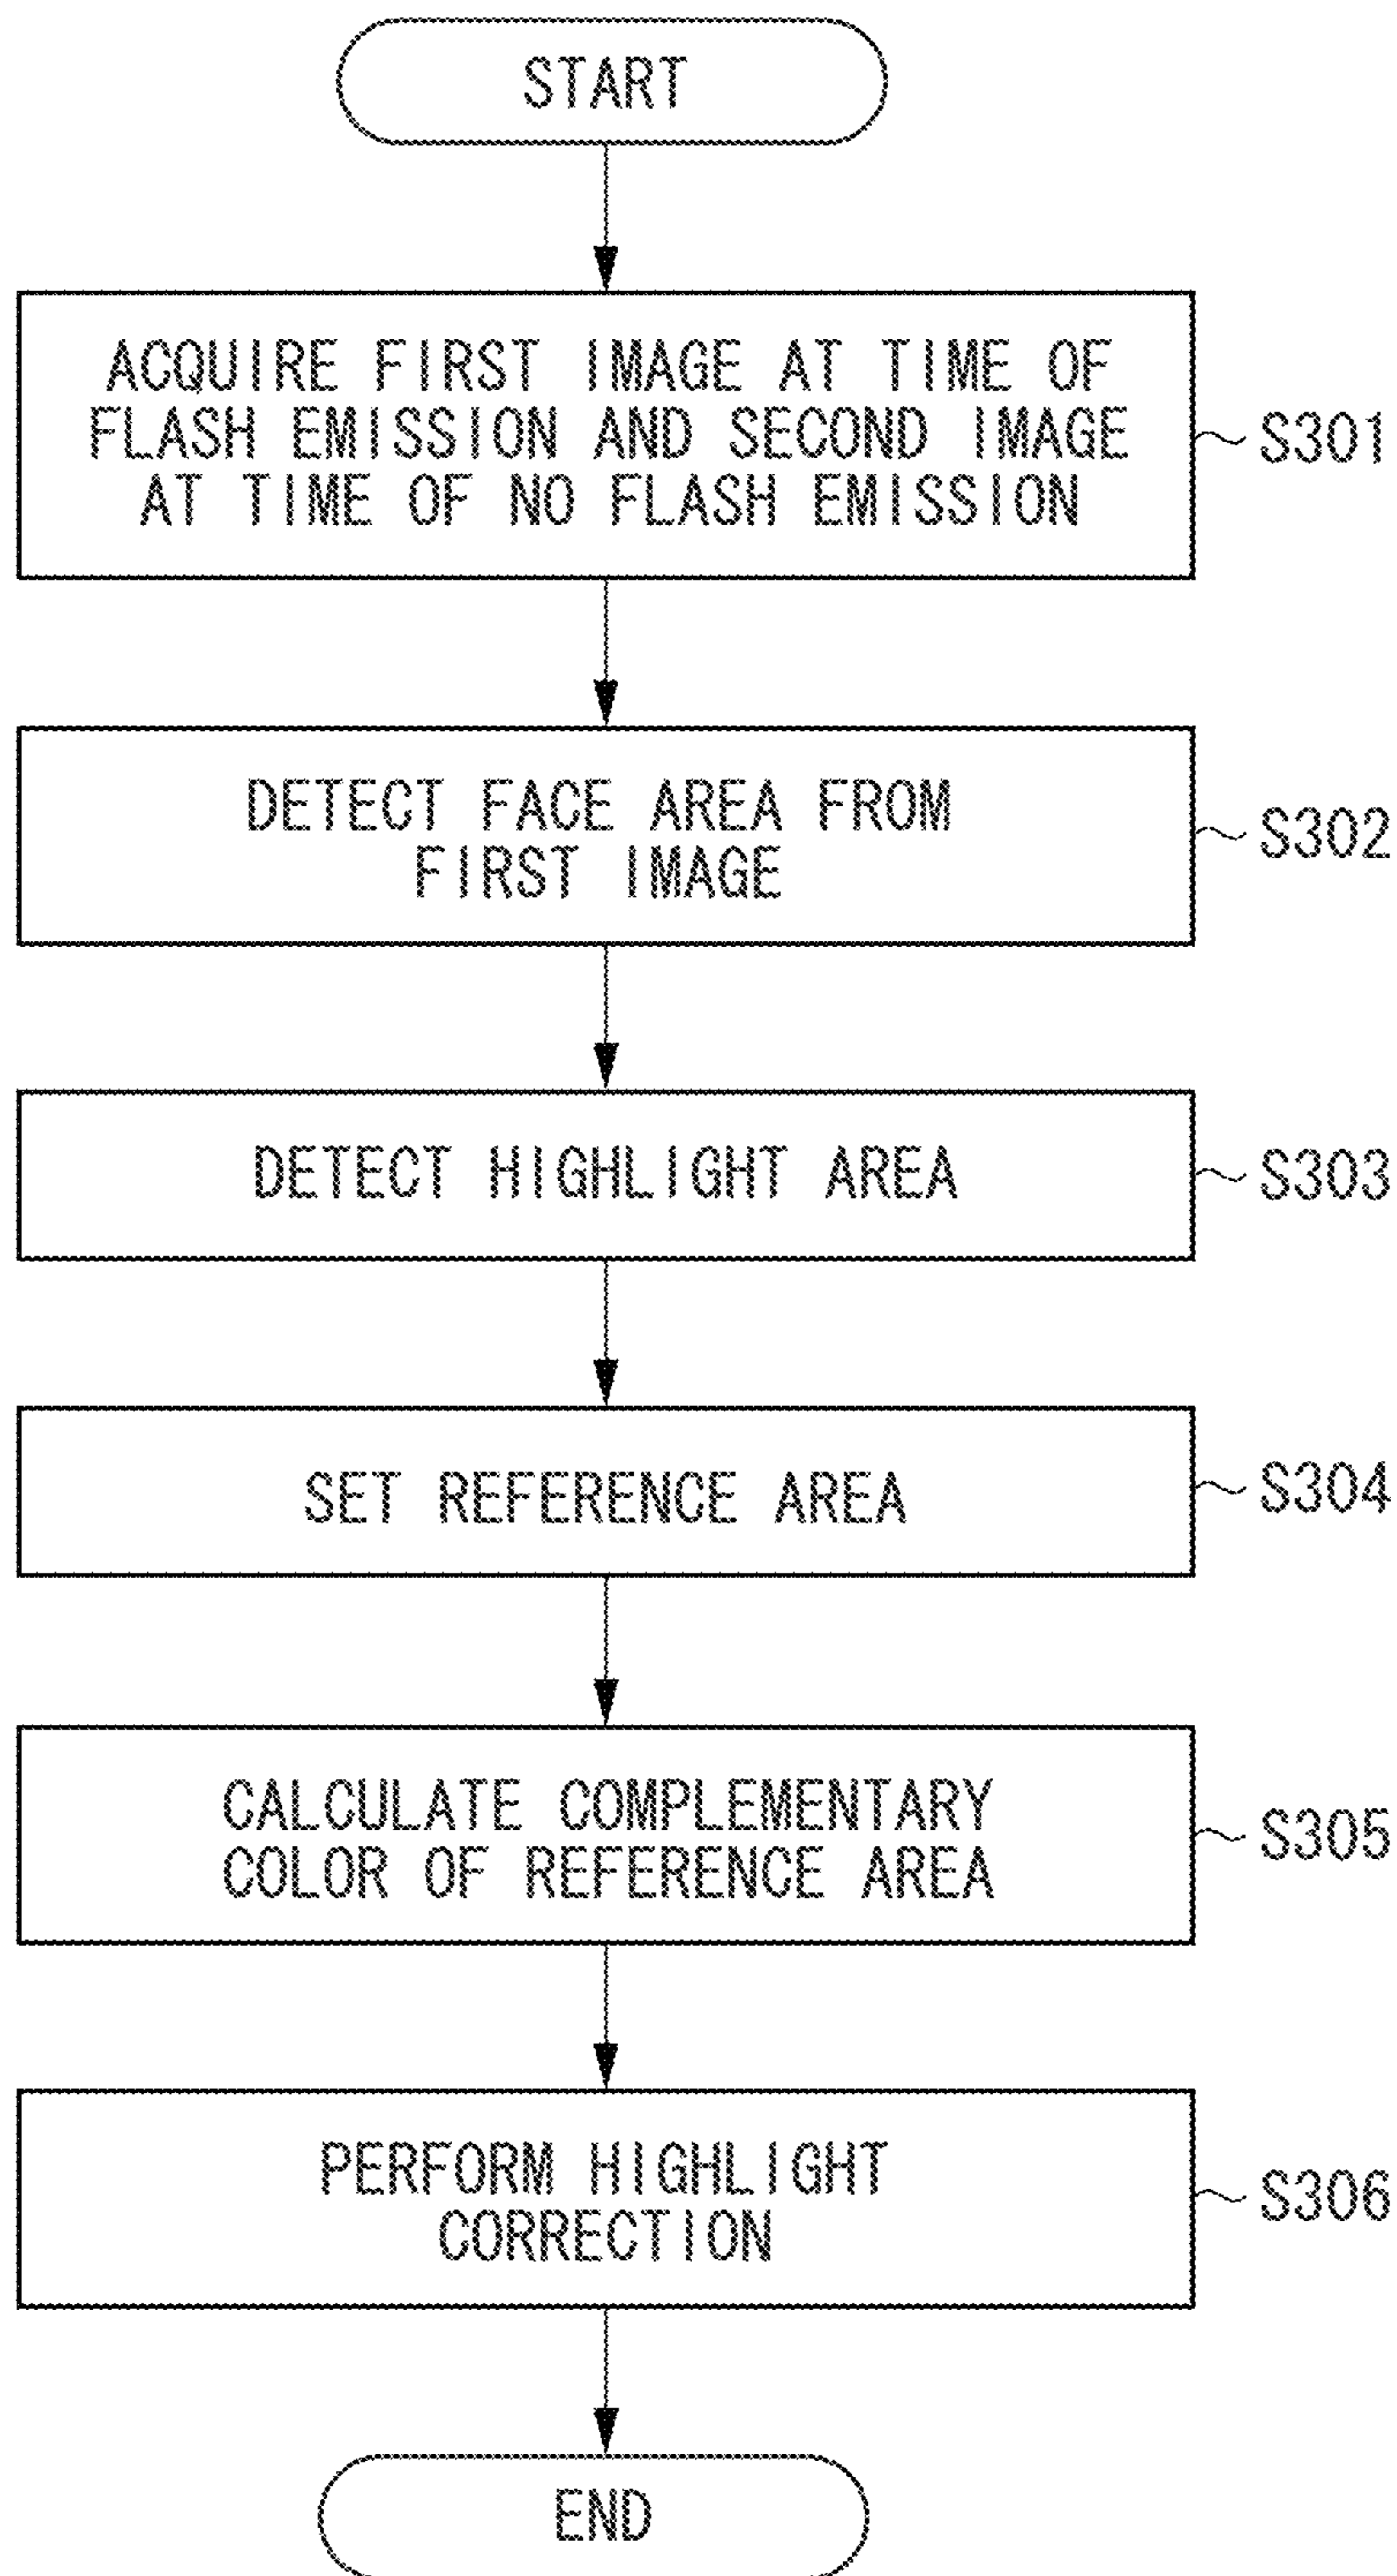 START
ACQUIRE FIRST IMAGE AT TIME OF
FLASH EMISSION AND SECOND IMAGE
AT TIME OF NO FLASH EMISSION
S301
DETECT FACE AREA FROM
FIRST IMAGE
S302
DETECT HIGHLIGHT AREA
S303
SET REFERENCE AREA
S304
CALCULATE COMPLEMENTARY
COLOR OF REFERENCE AREA
S305
PERFORM HIGHLIGHT
CORRECTION
S306
END